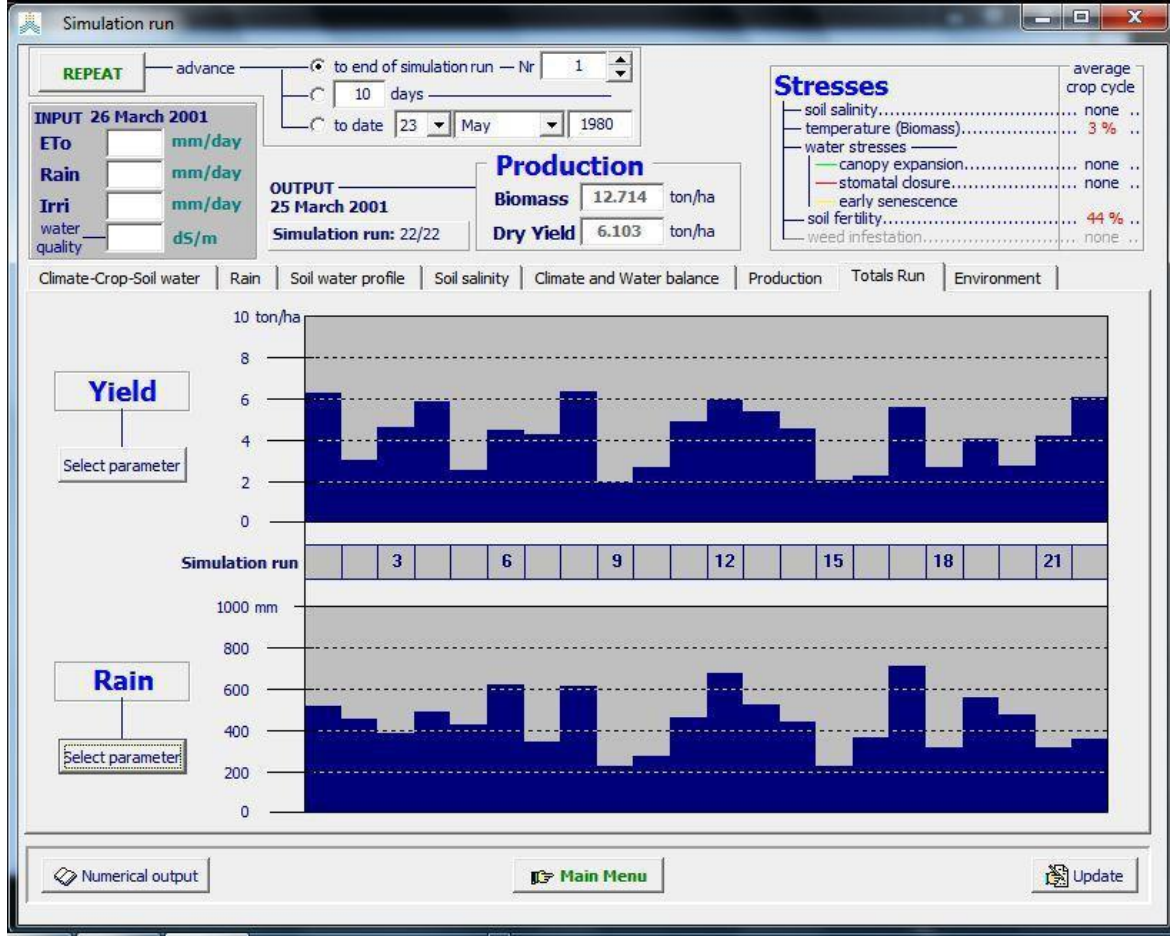 Simulation run
REPEAT
advance
to end of simulation run
Nr
1
10 days
to date 23 May 1980
INPUT 26 March 2001
ETo mm/day
Rain mm/day
Irri mm/day
water quality dS/m
OUTPUT
25 March 2001
Simulation run: 22/22
Production
Biomass 12.714 ton/ha
Dry Yield 6.103 ton/ha
Stresses
average
crop cycle
soil salinity............................ none ..
temperature (Biomass).................. 3 % ..
water stresses
canopy expansion.................. none ..
stomatal closure.................... none ..
early senescence
soil fertility............................ 44 % ..
weed infestation....................... none ..
Climate-Crop-Soil water
Rain
Soil water profile
Soil salinity
Climate and Water balance
Production
Totals Run
Environment
Yield
Select parameter
10 ton/ha
8
6
4
2
0
Simulation run
3 6 9 12 15 18 21
Rain
Select parameter
1000 mm
800
600
400
200
0
Numerical output
Main Menu
Update